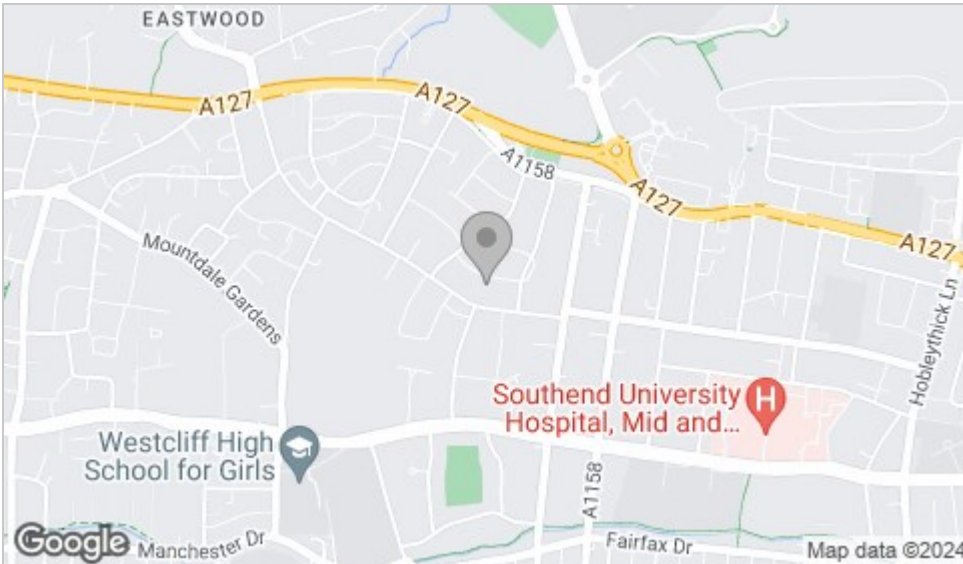 EASTWOOD
A127
A127
A1158
A127
A127
Mountdale Gardens
Hobleythick Ln
Southend University
Hospital, Mid and...
H
Westcliff High
School for Girls
A1158
Google
Manchester Dr
Fairfax Dr
Map data ©2024